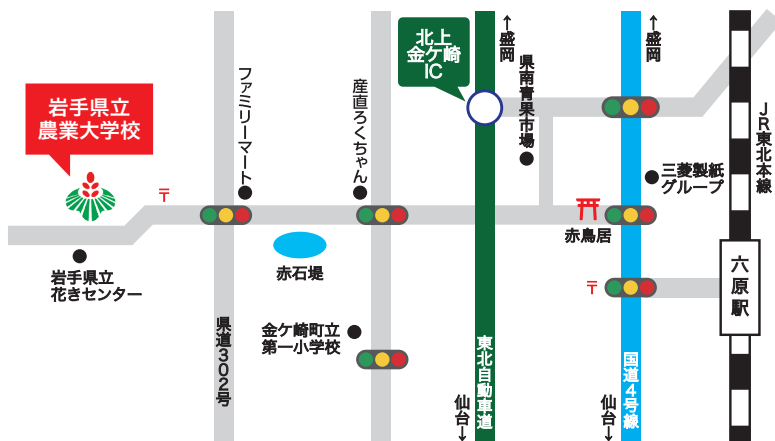 岩手県立
農業大学校
〒
岩手県立
花きセンター
ファミリーマート
県道302号
赤石堤
産直ろくちゃん
金ケ崎町立
第一小学校
北上
金ケ崎
IC
↑盛岡
東北自動車道
仙台↓
県南青果市場
赤鳥居
〒
↑盛岡
国道4号線
仙台↓
三菱製紙
グループ
JR東北本線
六原駅